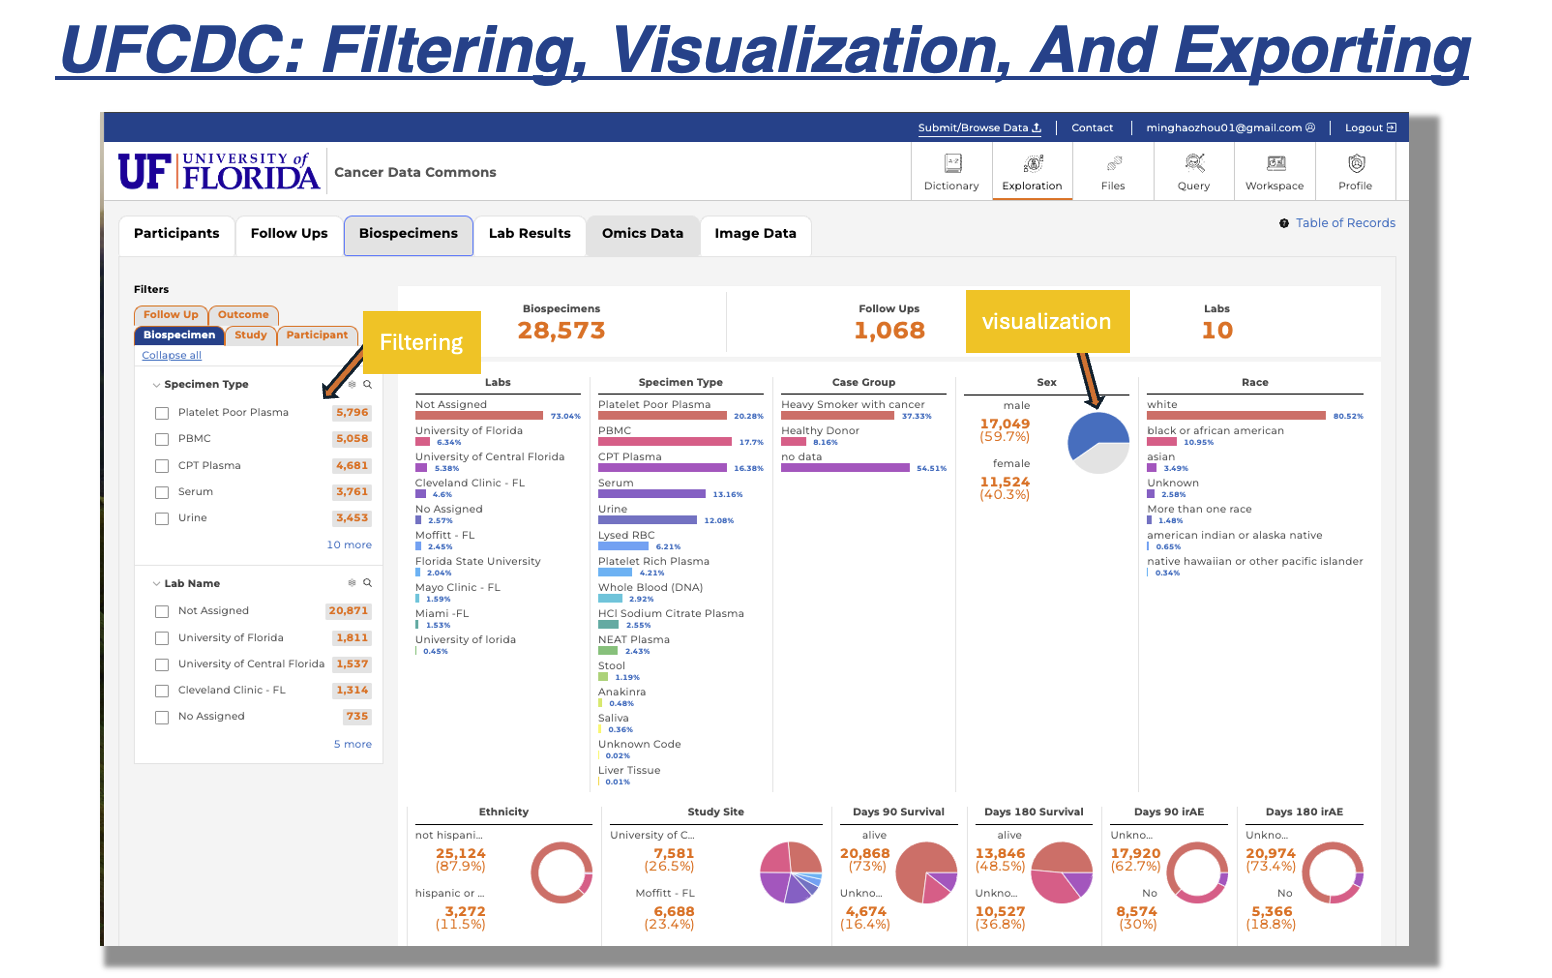 UFCDC: Filtering, Visualization, And Exporting
Submit/Browse Data
Contact
minghaozhou01@gmail.com
Logout
UF UNIVERSITY of FLORIDA
Cancer Data Commons
Dictionary
Exploration
Files
Query
Workspace
Profile
Participants
Follow Ups
Biospecimens
Lab Results
Omics Data
Image Data
Table of Records
Filters
Follow Up
Outcome
Biospecimen
Study
Participant
Collapse all
Filtering
Specimen Type
Platelet Poor Plasma 5,796
PBMC 5,058
CPT Plasma 4,681
Serum 3,761
Urine 3,453
10 more
Lab Name
Not Assigned 20,871
University of Florida 1,811
University of Central Florida 1,537
Cleveland Clinic - FL 1,314
No Assigned 735
5 more
Biospecimens
28,573
Follow Ups
1,068
visualization
Labs
10
Labs
Not Assigned
73.04%
University of Florida
6.34%
University of Central Florida
5.38%
Cleveland Clinic - FL
4.6%
No Assigned
2.57%
Moffitt - FL
2.45%
Florida State University
2.04%
Mayo Clinic - FL
1.59%
Miami -FL
1.53%
University of lorida
0.45%
Specimen Type
Platelet Poor Plasma
20.28%
PBMC
17.7%
CPT Plasma
16.38%
Serum
13.16%
Urine
12.08%
Lysed RBC
6.21%
Platelet Rich Plasma
4.21%
Whole Blood (DNA)
2.92%
HCl Sodium Citrate Plasma
2.55%
NEAT Plasma
2.43%
Stool
1.19%
Anakinra
0.48%
Saliva
0.36%
Unknown Code
0.02%
Liver Tissue
0.01%
Case Group
Heavy Smoker with cancer
37.33%
Healthy Donor
8.16%
no data
54.51%
Sex
male
17,049
(59.7%)
female
11,524
(40.3%)
Race
white
80.52%
black or african american
10.95%
asian
3.49%
Unknown
2.58%
More than one race
1.48%
american indian or alaska native
0.65%
native hawaiian or other pacific islander
0.34%
Ethnicity
not hispani...
25,124
(87.9%)
hispanic or ...
3,272
(11.5%)
Study Site
University of C...
7,581
(26.5%)
Moffitt - FL
6,688
(23.4%)
Days 90 Survival
alive
20,868
(73%)
Unkno...
4,674
(16.4%)
Days 180 Survival
alive
13,846
(48.5%)
Unkno...
10,527
(36.8%)
Days 90 irAE
Unkno...
17,920
(62.7%)
No
8,574
(30%)
Days 180 irAE
Unkno...
20,974
(73.4%)
No
5,366
(18.8%)